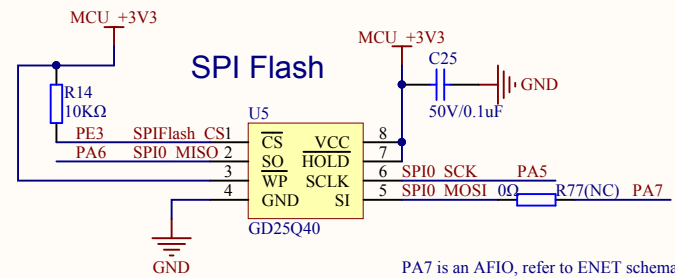 MCU_+3V3
MCU_+3V3
SPI Flash
C25
GND
50V/0.1uF
R14
10KΩ
U5
PE3 SPIFlash_CS 1 CS VCC 8
PA6 SPI0_MISO 2 SO HOLD 7
3 WP SCLK 6 SPI0_SCK PA5
4 GND SI 5 SPI0_MOSI 0Ω R77(NC) PA7
GD25Q40
GND
PA7 is an AFIO, refer to ENET schema